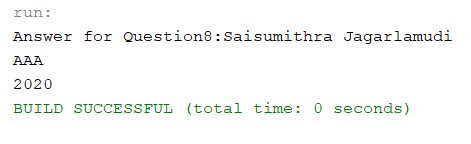 run:
Answer for Question8:Saisumithra Jagarlamudi
AAA
2020
BUILD SUCCESSFUL (total time: 0 seconds)